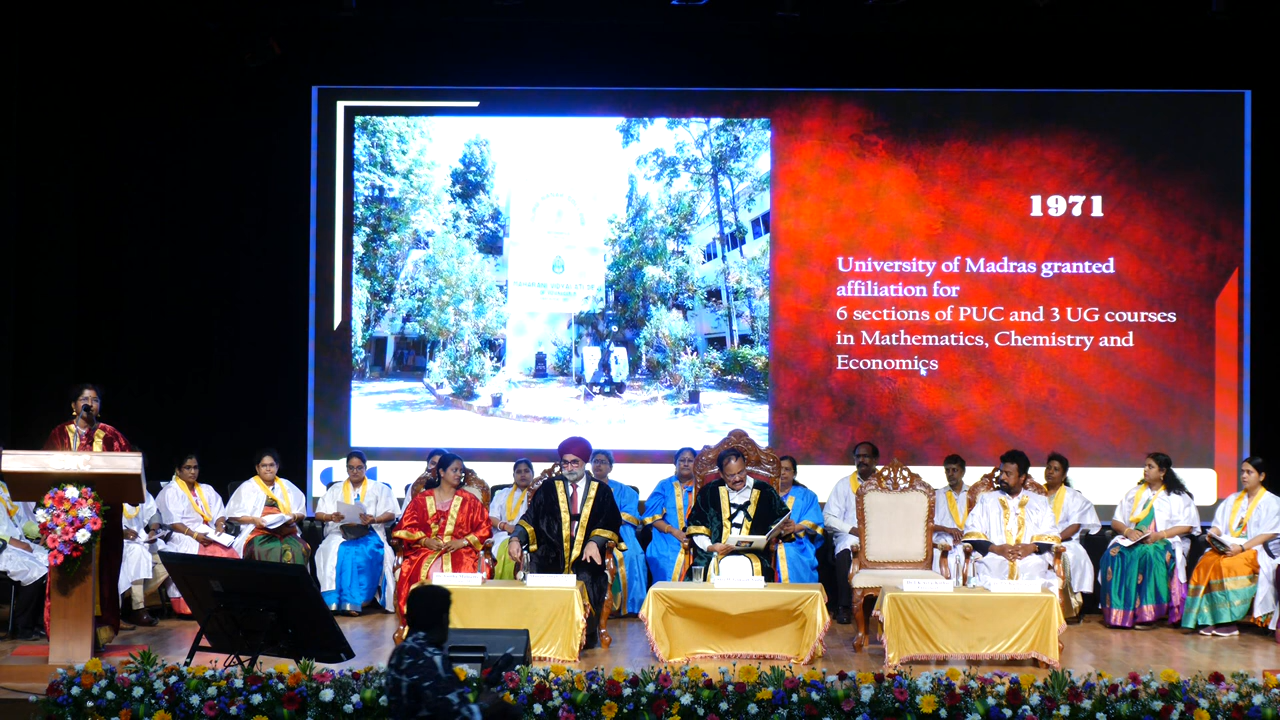 1971
University of Madras granted
affiliation for
6 sections of PUC and 3 UG courses
in Mathematics, Chemistry and
Economics